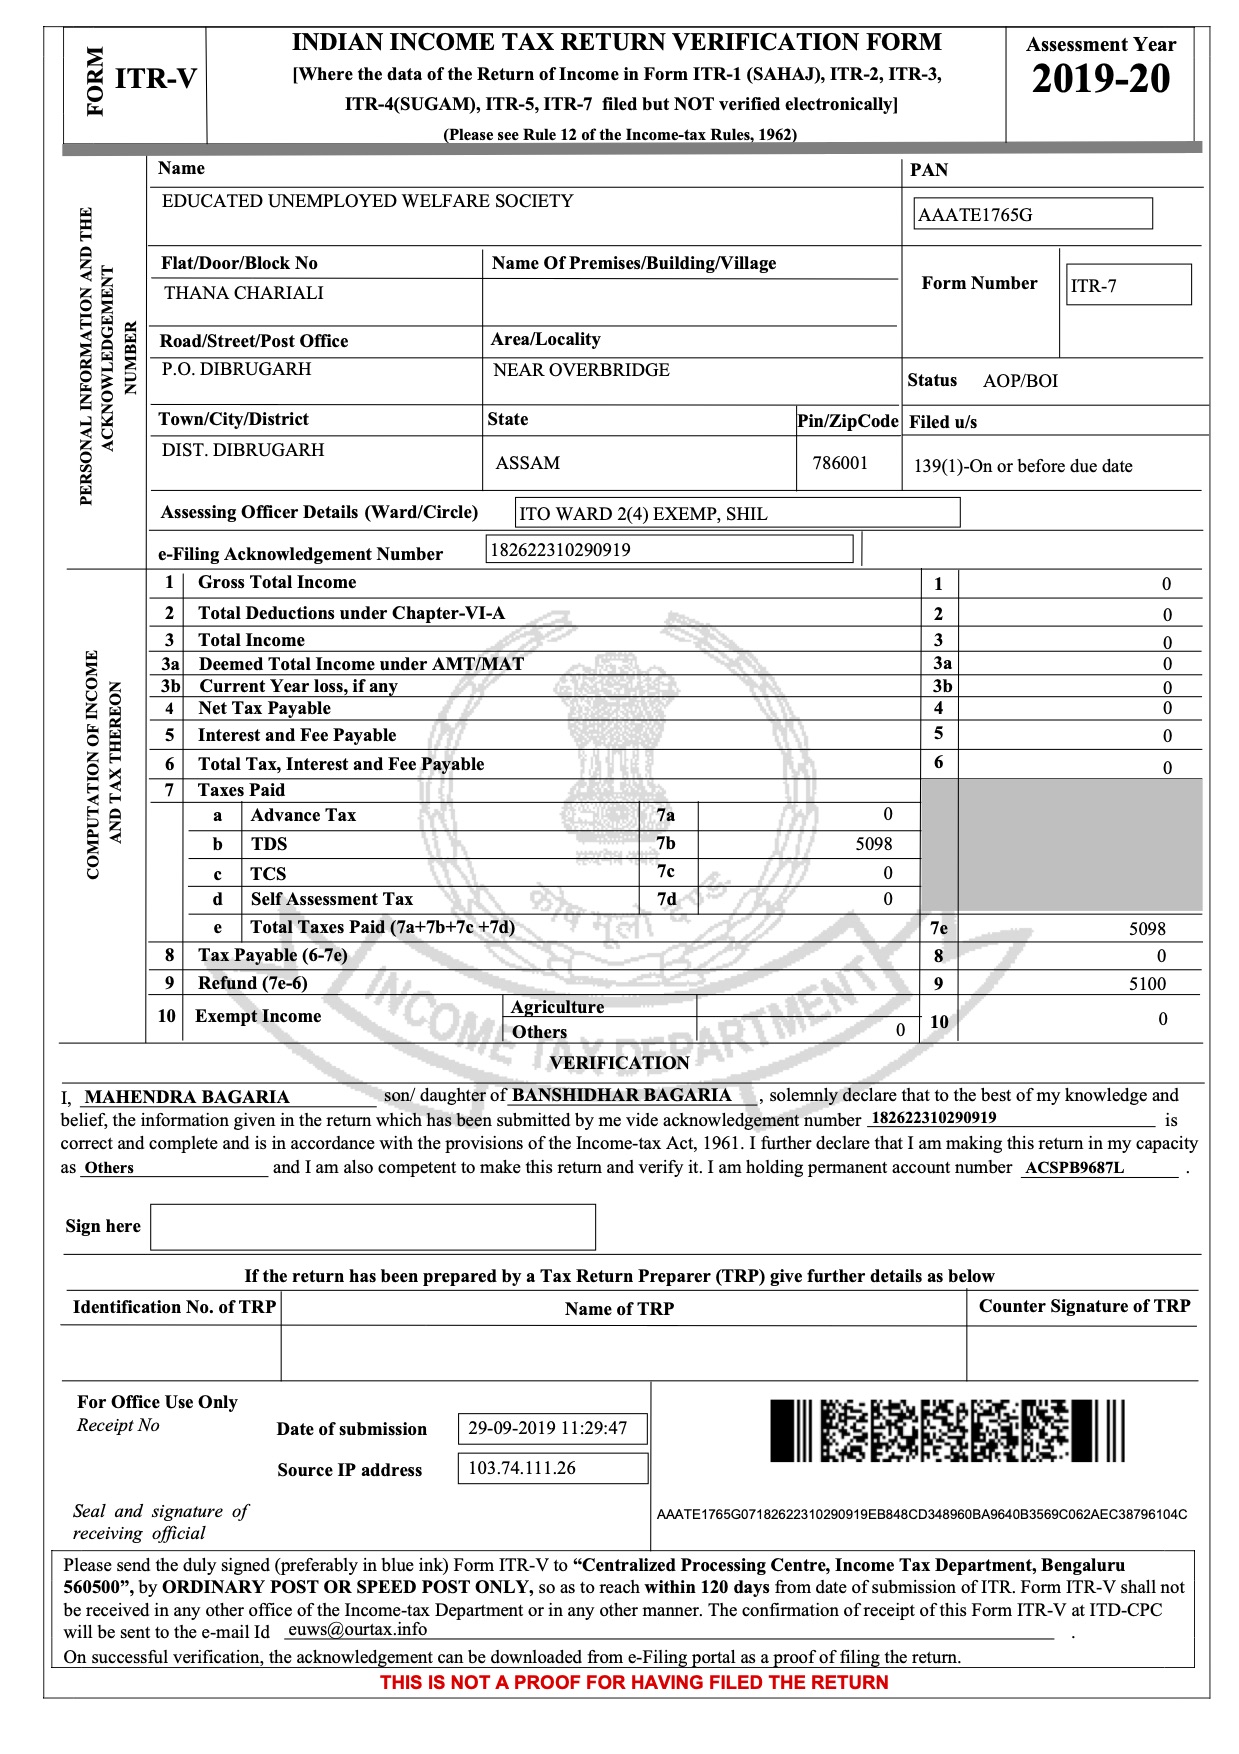 FORM
ITR-V
INDIAN INCOME TAX RETURN VERIFICATION FORM
[Where the data of the Return of Income in Form ITR-1 (SAHAJ), ITR-2, ITR-3,
ITR-4(SUGAM), ITR-5, ITR-7 filed but NOT verified electronically]
(Please see Rule 12 of the Income-tax Rules, 1962)
Assessment Year
2019-20
PERSONAL INFORMATION AND THE
ACKNOWLEDGEMENT
NUMBER
Name
EDUCATED UNEMPLOYED WELFARE SOCIETY
PAN
AAATE1765G
Flat/Door/Block No
THANA CHARIALI
Name Of Premises/Building/Village
Form Number
ITR-7
Road/Street/Post Office
P.O. DIBRUGARH
Area/Locality
NEAR OVERBRIDGE
Status AOP/BOI
Town/City/District
DIST. DIBRUGARH
State
ASSAM
Pin/ZipCode
786001
Filed u/s
139(1)-On or before due date
Assessing Officer Details (Ward/Circle) ITO WARD 2(4) EXEMP, SHIL
e-Filing Acknowledgement Number 182622310290919
COMPUTATION OF INCOME
AND TAX THEREON
1 Gross Total Income 1 0
2 Total Deductions under Chapter-VI-A 2 0
3 Total Income 3 0
3a Deemed Total Income under AMT/MAT 3a 0
3b Current Year loss, if any 3b 0
4 Net Tax Payable 4 0
5 Interest and Fee Payable 5 0
6 Total Tax, Interest and Fee Payable 6 0
7 Taxes Paid
a Advance Tax 7a 0
b TDS 7b 5098
c TCS 7c 0
d Self Assessment Tax 7d 0
e Total Taxes Paid (7a+7b+7c +7d) 7e 5098
8 Tax Payable (6-7e) 8 0
9 Refund (7e-6) 9 5100
10 Exempt Income
Agriculture
Others 0
10 0
सत्यमेव जयते
कोष मूलो दण्डः
INCOME TAX DEPARTMENT
VERIFICATION
I, MAHENDRA BAGARIA son/ daughter of BANSHIDHAR BAGARIA , solemnly declare that to the best of my knowledge and
belief, the information given in the return which has been submitted by me vide acknowledgement number 182622310290919 is
correct and complete and is in accordance with the provisions of the Income-tax Act, 1961. I further declare that I am making this return in my capacity
as Others and I am also competent to make this return and verify it. I am holding permanent account number ACSPB9687L .
Sign here
If the return has been prepared by a Tax Return Preparer (TRP) give further details as below
Identification No. of TRP
Name of TRP
Counter Signature of TRP
For Office Use Only
Receipt No
Date of submission 29-09-2019 11:29:47
Source IP address 103.74.111.26
Seal and signature of
receiving official
AAATE1765G07182622310290919EB848CD348960BA9640B3569C062AEC38796104C
Please send the duly signed (preferably in blue ink) Form ITR-V to “Centralized Processing Centre, Income Tax Department, Bengaluru
560500”, by ORDINARY POST OR SPEED POST ONLY, so as to reach within 120 days from date of submission of ITR. Form ITR-V shall not
be received in any other office of the Income-tax Department or in any other manner. The confirmation of receipt of this Form ITR-V at ITD-CPC
will be sent to the e-mail Id euws@ourtax.info .
On successful verification, the acknowledgement can be downloaded from e-Filing portal as a proof of filing the return.
THIS IS NOT A PROOF FOR HAVING FILED THE RETURN